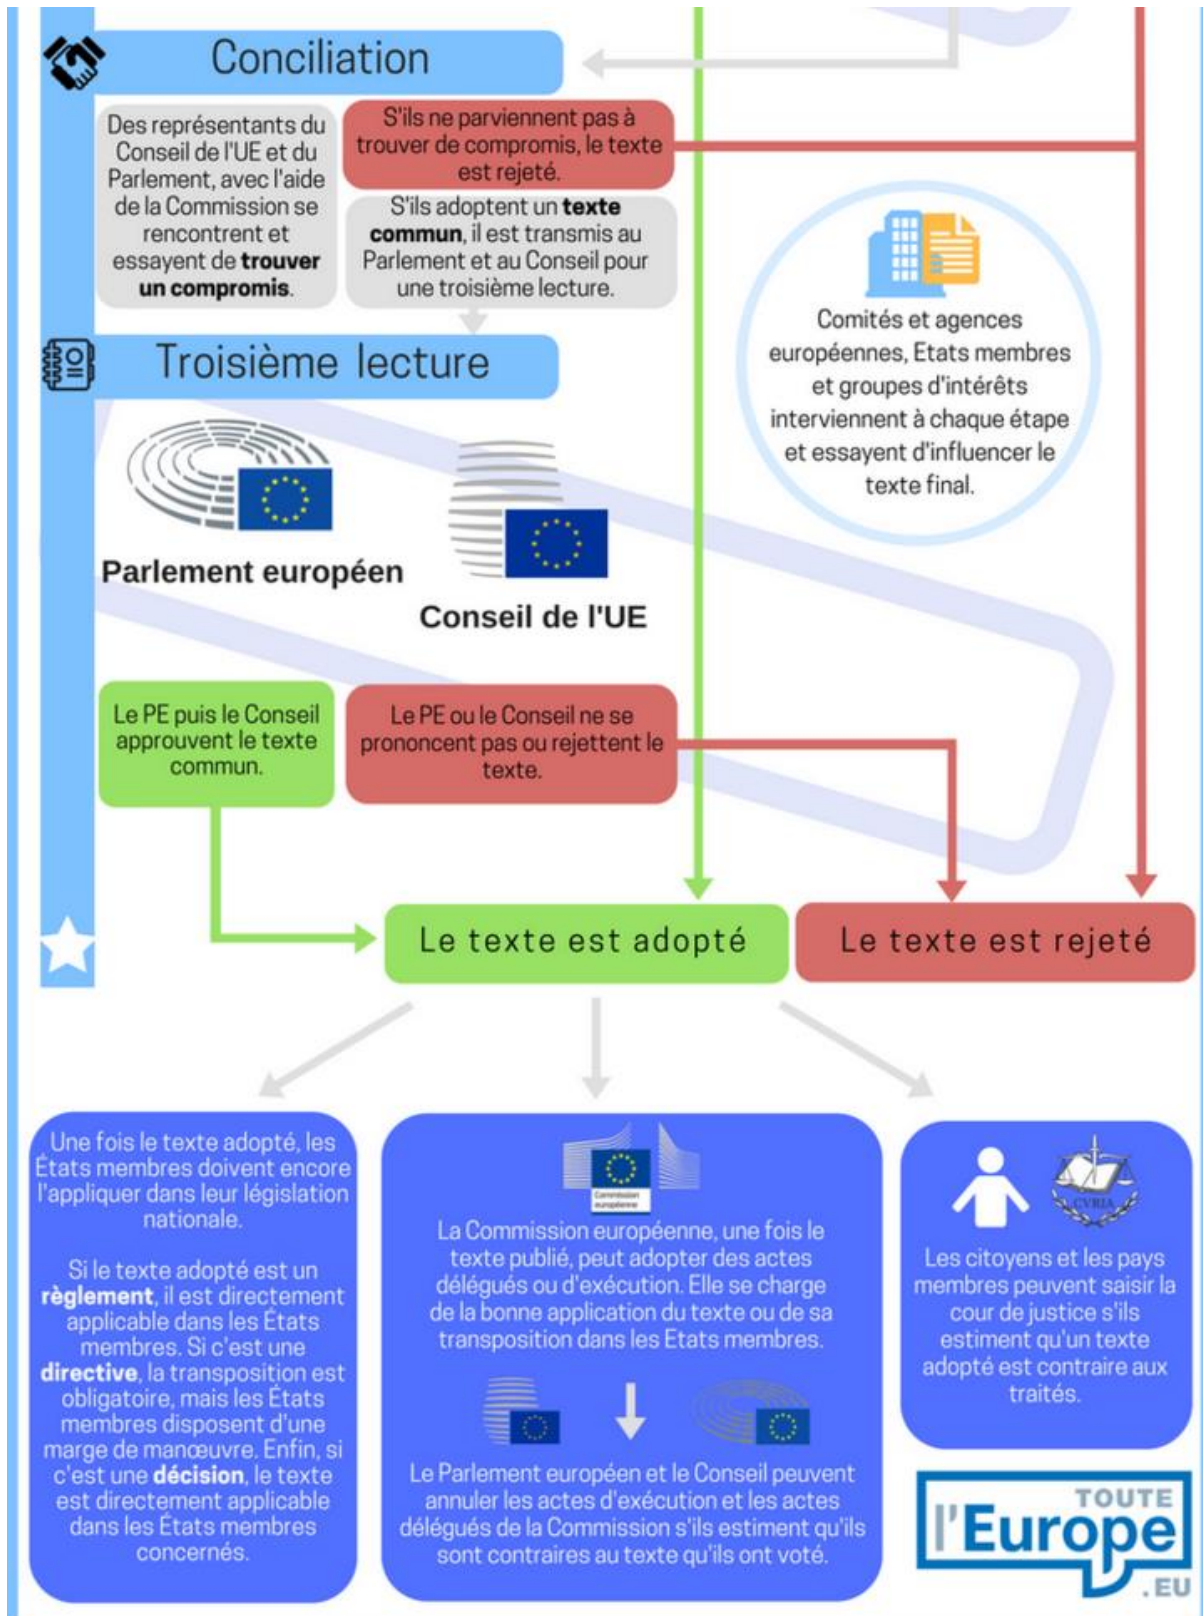 Conciliation
Des représentants du
Conseil de l'UE et du
Parlement, avec l'aide
de la Commission se
rencontrent et
essayent de trouver
un compromis.
S'ils ne parviennent pas à
trouver de compromis, le texte
est rejeté.
S'ils adoptent un texte
commun, il est transmis au
Parlement et au Conseil pour
une troisième lecture.
Comités et agences
européennes, Etats membres
et groupes d'intérêts
interviennent à chaque étape
et essayent d'influencer le
texte final.
Troisième lecture
Parlement européen
Conseil de l'UE
Le PE puis le Conseil
approuvent le texte
commun.
Le PE ou le Conseil ne se
prononcent pas ou rejettent le
texte.
Le texte est adopté
Le texte est rejeté
Une fois le texte adopté, les
États membres doivent encore
l'appliquer dans leur législation
nationale.
Si le texte adopté est un
règlement, il est directement
applicable dans les États
membres. Si c'est une
directive, la transposition est
obligatoire, mais les États
membres disposent d'une
marge de manœuvre. Enfin, si
c'est une décision, le texte
est directement applicable
dans les États membres
concernés.
Commission
européenne
La Commission européenne, une fois le
texte publié, peut adopter des actes
délégués ou d'exécution. Elle se charge
de la bonne application du texte ou de sa
transposition dans les Etats membres.
Le Parlement européen et le Conseil peuvent
annuler les actes d'exécution et les actes
délégués de la Commission s'ils estiment qu'ils
sont contraires au texte qu'ils ont voté.
CVRIA
Les citoyens et les pays
membres peuvent saisir la
cour de justice s'ils
estiment qu'un texte
adopté est contraire aux
traités.
TOUTE
l'Europe
.EU